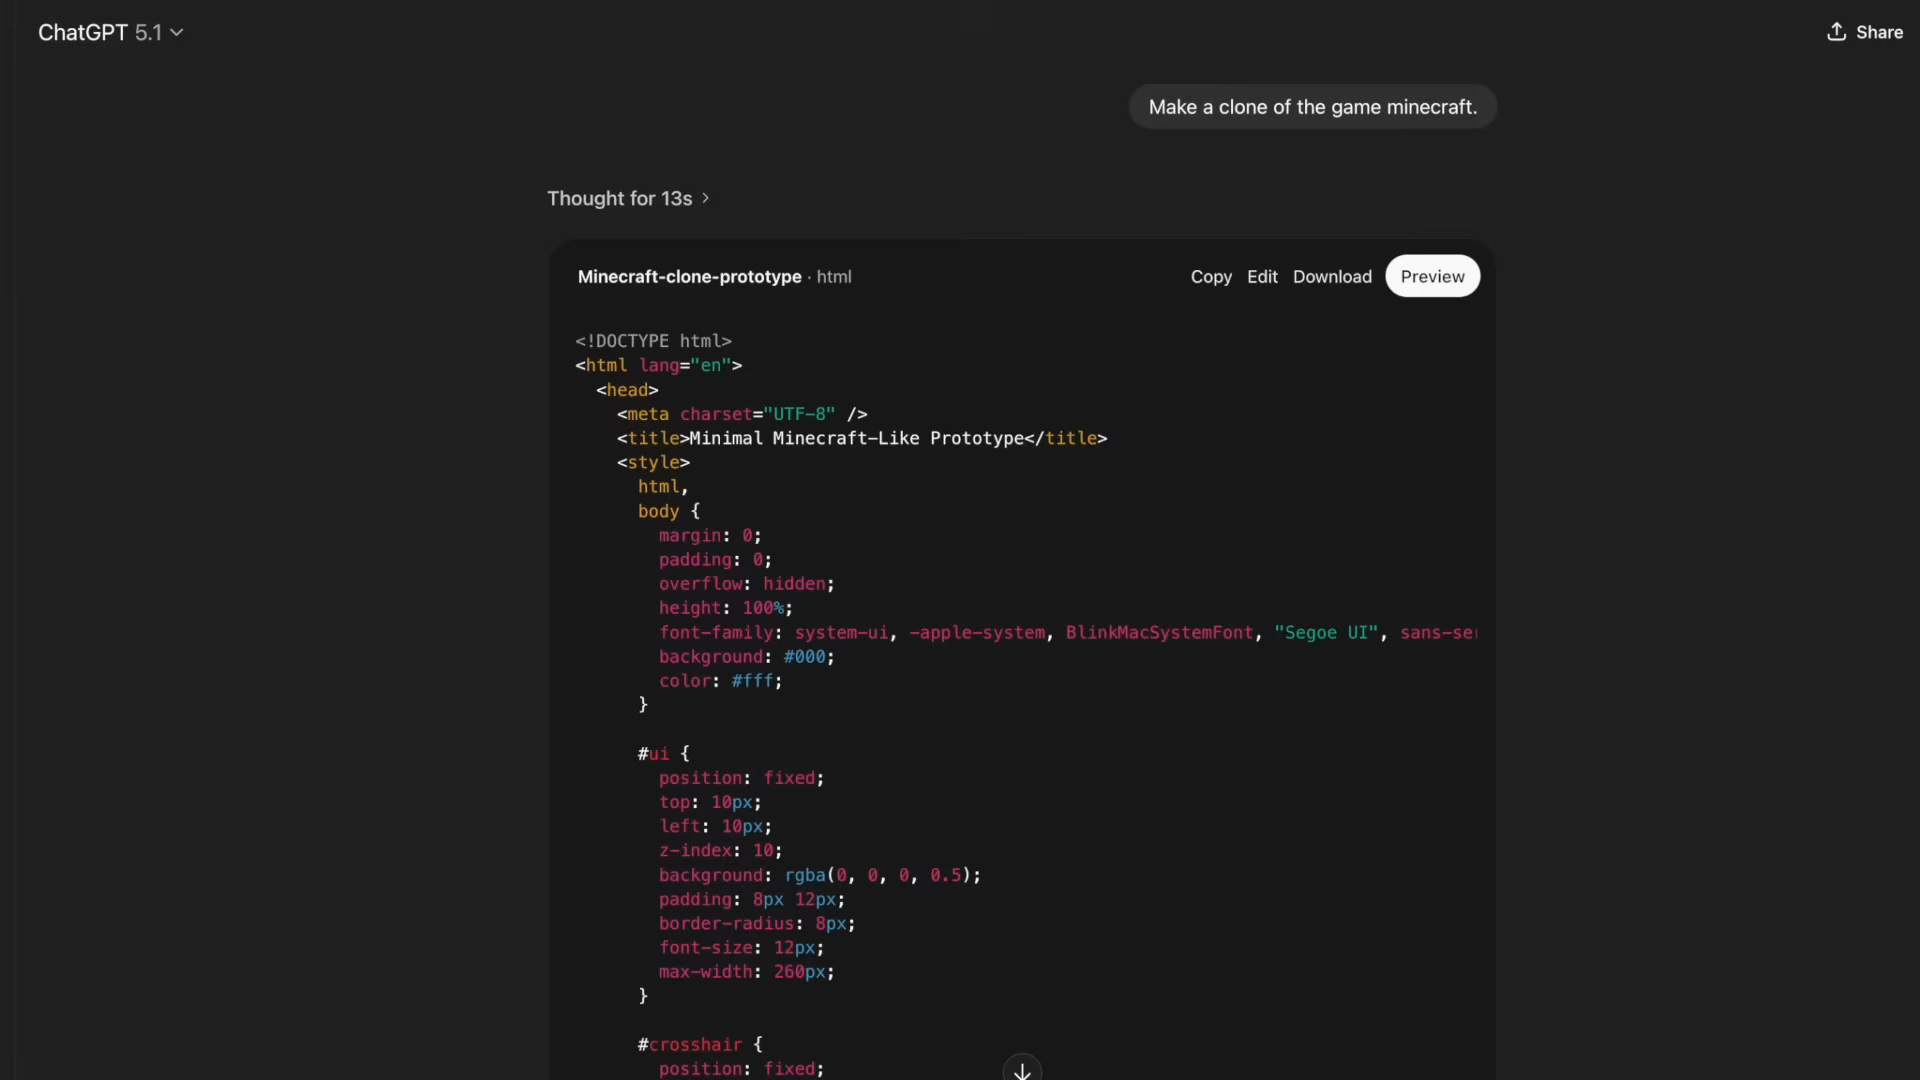 ChatGPT 5.1
Share
Make a clone of the game minecraft.
Thought for 13s
Minecraft-clone-prototype · html
Copy Edit Download Preview
<!DOCTYPE html>
<html lang="en">
<head>
<meta charset="UTF-8" />
<title>Minimal Minecraft-Like Prototype</title>
<style>
html,
body {
margin: 0;
padding: 0;
overflow: hidden;
height: 100%;
font-family: system-ui, -apple-system, BlinkMacSystemFont, "Segoe UI", sans-ser
background: #000;
color: #fff;
}
#ui {
position: fixed;
top: 10px;
left: 10px;
z-index: 10;
background: rgba(0, 0, 0, 0.5);
padding: 8px 12px;
border-radius: 8px;
font-size: 12px;
max-width: 260px;
}
#crosshair {
position: fixed;